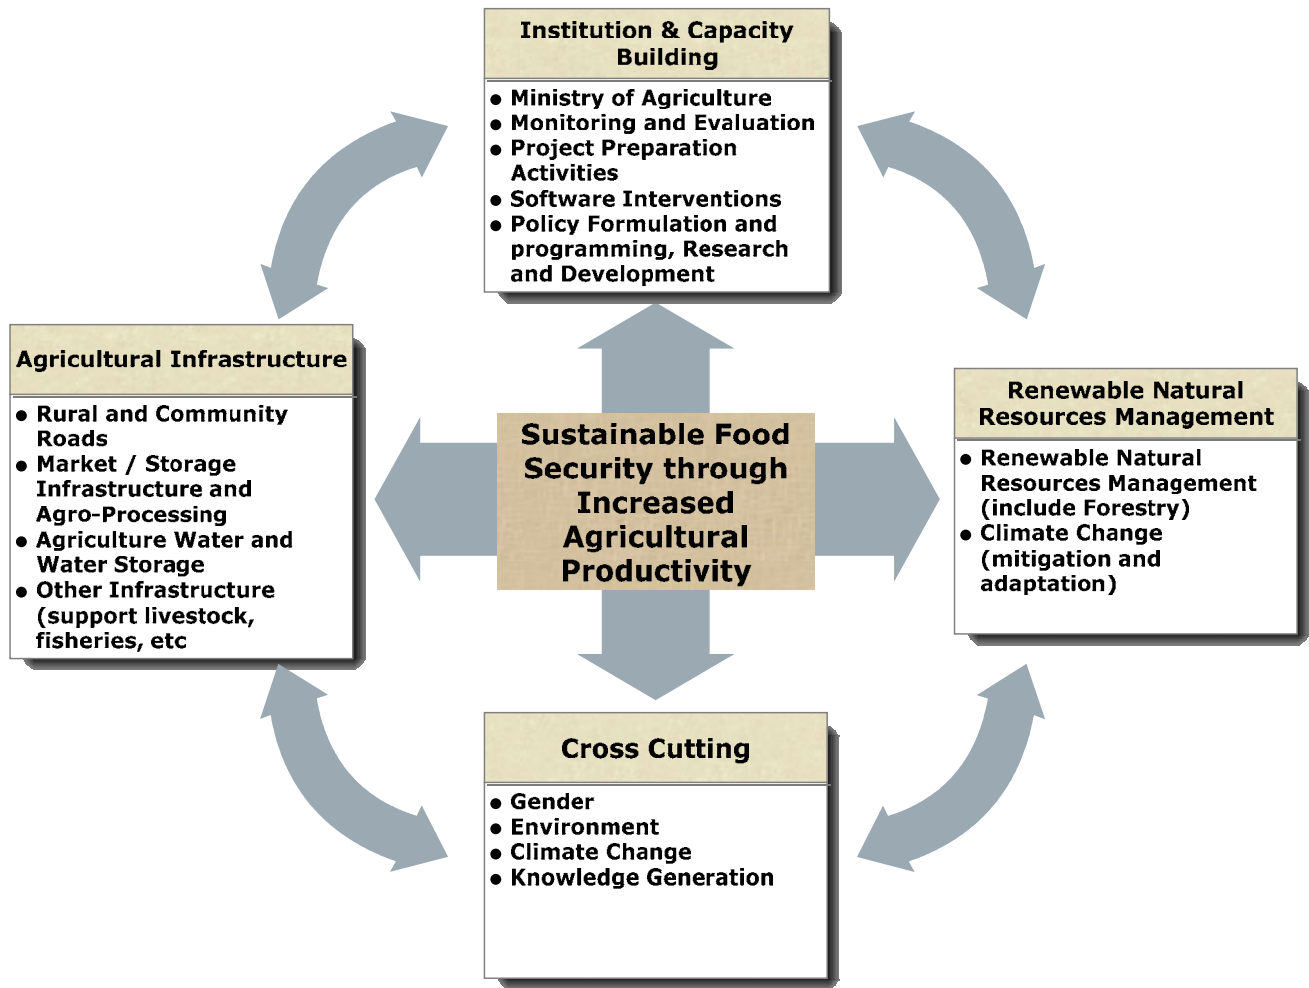 Institution & Capacity
Building
● Ministry of Agriculture
● Monitoring and Evaluation
● Project Preparation
Activities
● Software Interventions
● Policy Formulation and
programming, Research
and Development
Agricultural Infrastructure
● Rural and Community
Roads
● Market / Storage
Infrastructure and
Agro-Processing
● Agriculture Water and
Water Storage
● Other Infrastructure
(support livestock,
fisheries, etc
Sustainable Food
Security through
Increased
Agricultural
Productivity
Renewable Natural
Resources Management
● Renewable Natural
Resources Management
(include Forestry)
● Climate Change
(mitigation and
adaptation)
Cross Cutting
● Gender
● Environment
● Climate Change
● Knowledge Generation